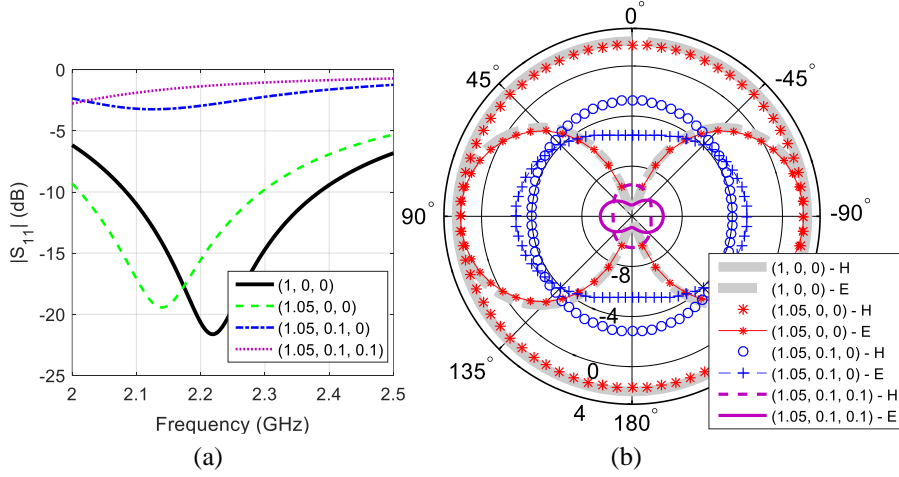 0
-5
-10
-15
-20
-25
|S11| (dB)
2
2.1
2.2
2.3
2.4
2.5
Frequency (GHz)
(1, 0, 0)
(1.05, 0, 0)
(1.05, 0.1, 0)
(1.05, 0.1, 0.1)
(a)
0°
45°
-45°
90°
-90°
135°
180°
-8
-4
0
4
(1, 0, 0) - H
(1, 0, 0) - E
(1.05, 0, 0) - H
(1.05, 0, 0) - E
(1.05, 0.1, 0) - H
(1.05, 0.1, 0) - E
(1.05, 0.1, 0.1) - H
(1.05, 0.1, 0.1) - E
(b)